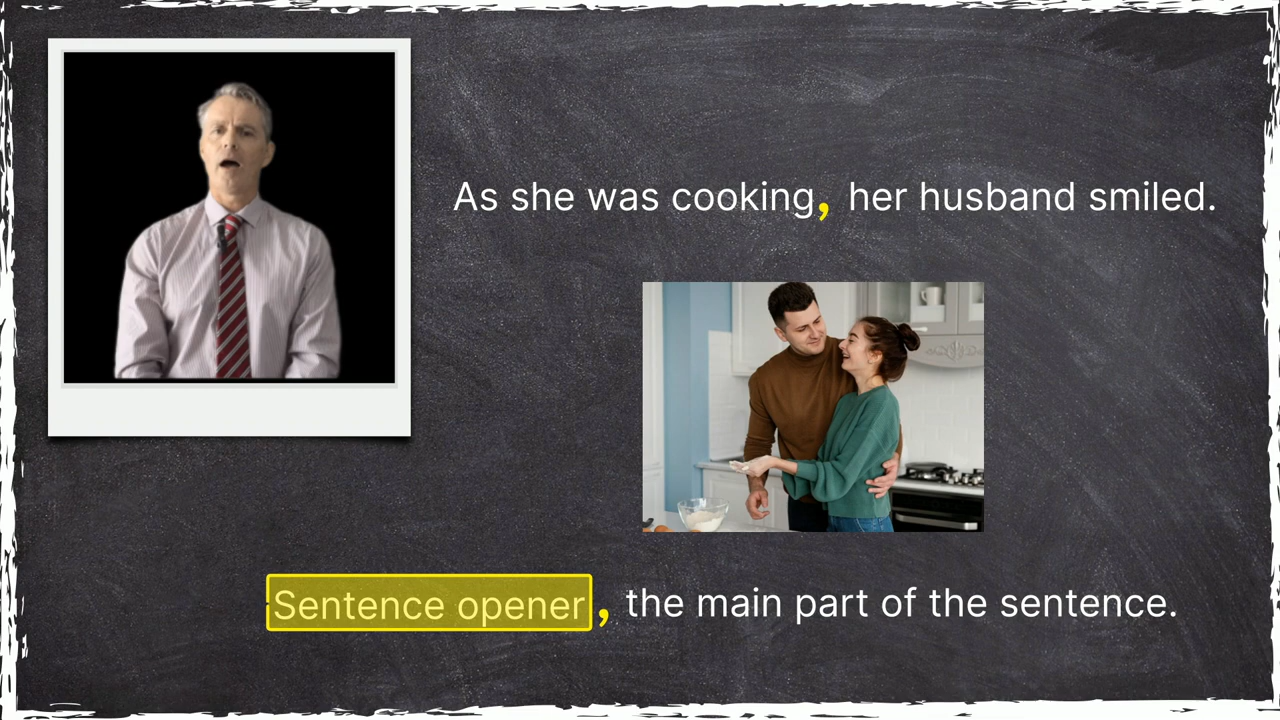 As she was cooking, her husband smiled.
Sentence opener, the main part of the sentence.